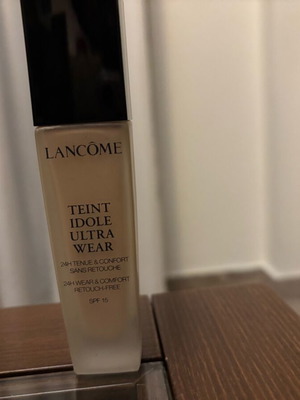 LANCÔME
TEINT
IDOLE
ULTRA
WEAR
24H TENUE & CONFORT
SANS RETOUCHE
24H WEAR & COMFORT
RETOUCH-FREE
SPF 15